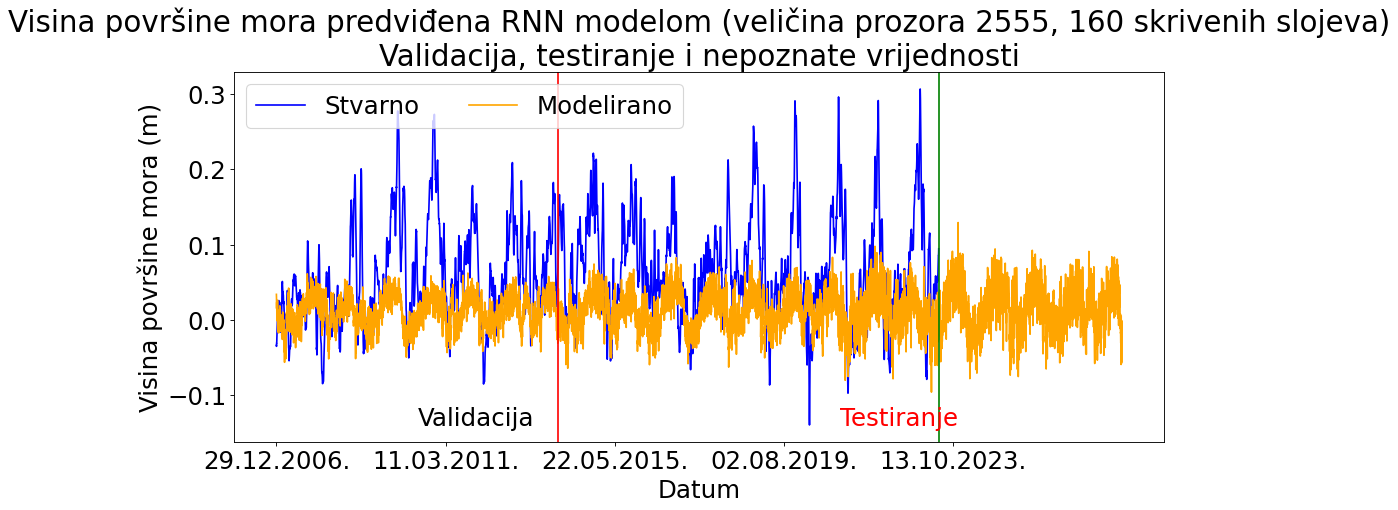 Visina površine mora predviđena RNN modelom (veličina prozora 2555, 160 skrivenih slojeva)
Validacija, testiranje i nepoznate vrijednosti
Stvarno
Modelirano
Visina površine mora (m)
0.3
0.2
0.1
0.0
−0.1
Validacija
Testiranje
29.12.2006.
11.03.2011.
22.05.2015.
02.08.2019.
13.10.2023.
Datum